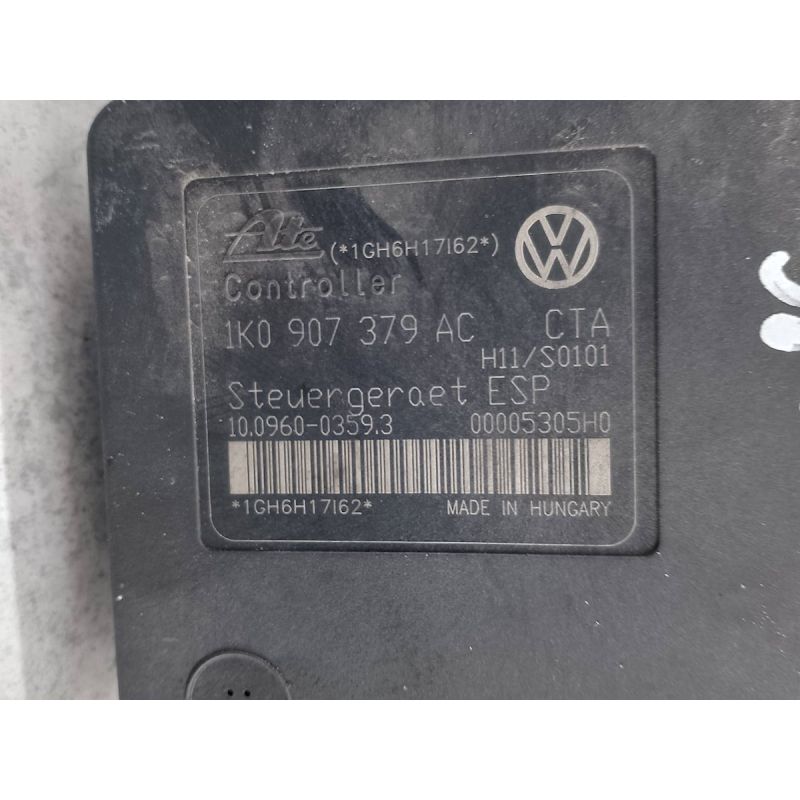 Ate (*1GH6H17I62*)
Controller
1K0 907 379 AC CTA
H11/S0101
Steuergeraet ESP
10.0960-0359.3 00005305H0
*1GH6H17I62* MADE IN HUNGARY